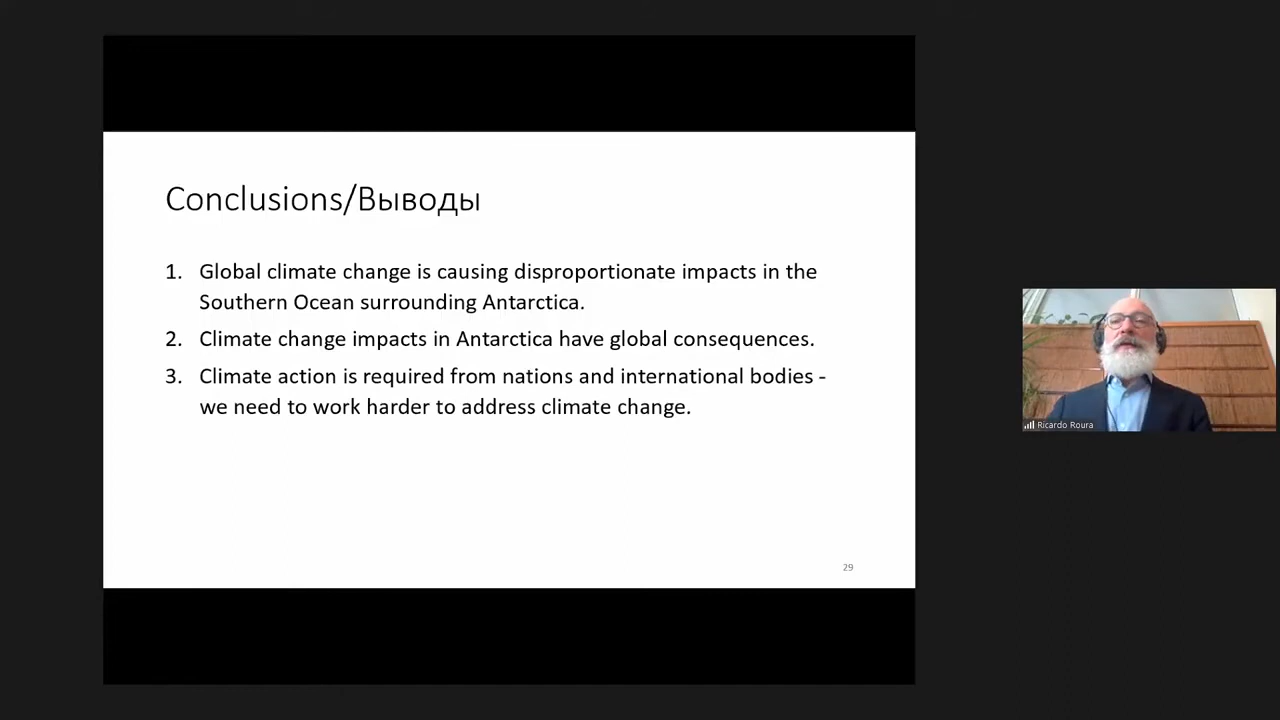 Conclusions/Выводы
1. Global climate change is causing disproportionate impacts in the
Southern Ocean surrounding Antarctica.
2. Climate change impacts in Antarctica have global consequences.
3. Climate action is required from nations and international bodies -
we need to work harder to address climate change.
29
Ricardo Roura